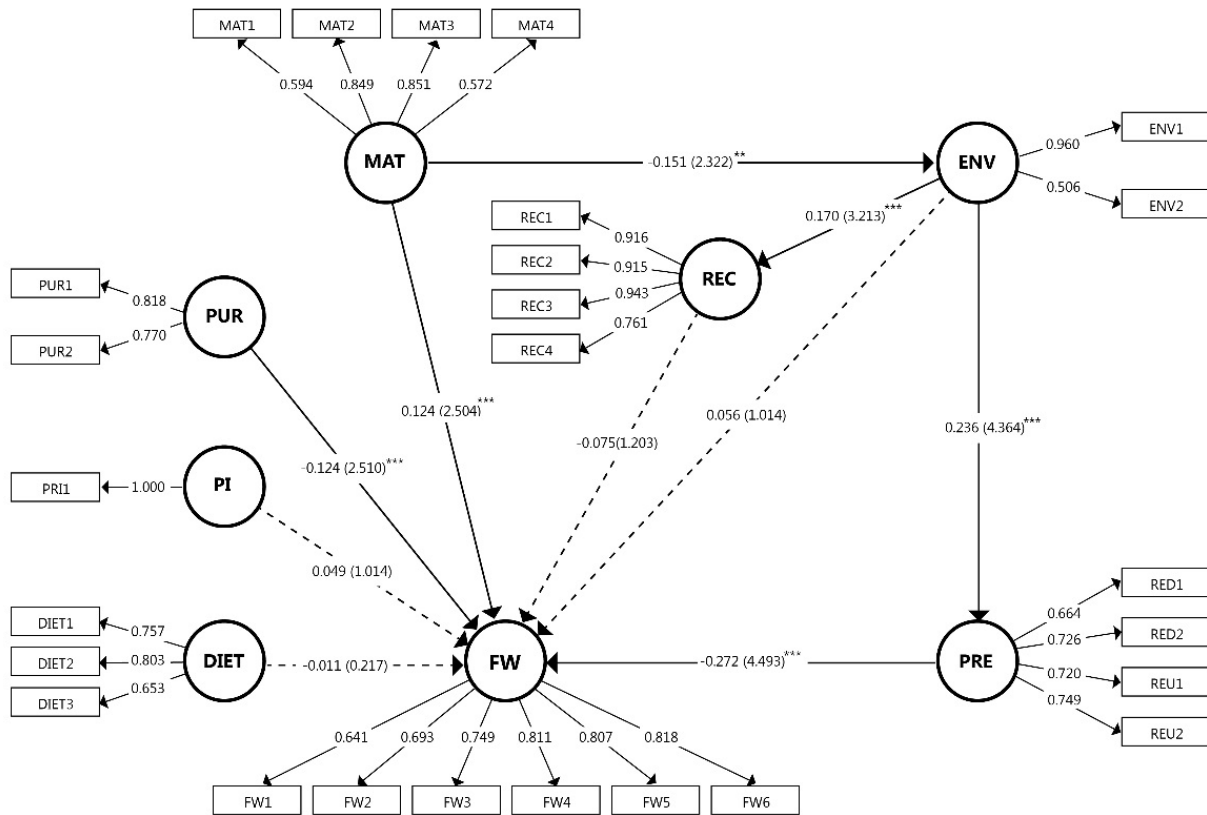 MAT1
MAT2
MAT3
MAT4
0.594
0.849
0.851
0.572
MAT
-0.151 (2.322)**
ENV
0.960
ENV1
0.506
ENV2
REC1
0.916
REC2
0.915
REC3
0.943
REC4
0.761
REC
0.170 (3.213)***
PUR1
0.818
PUR2
0.770
PUR
0.124 (2.504)***
-0.075(1.203)
0.056 (1.014)
0.236 (4.364)***
-0.124 (2.510)***
PRI1
1.000
PI
0.049 (1.014)
DIET1
0.757
DIET2
0.803
DIET3
0.653
DIET
-0.011 (0.217)
FW
-0.272 (4.493)***
PRE
0.664
RED1
0.726
RED2
0.720
REU1
0.749
REU2
0.641
0.693
0.749
0.811
0.807
0.818
FW1
FW2
FW3
FW4
FW5
FW6